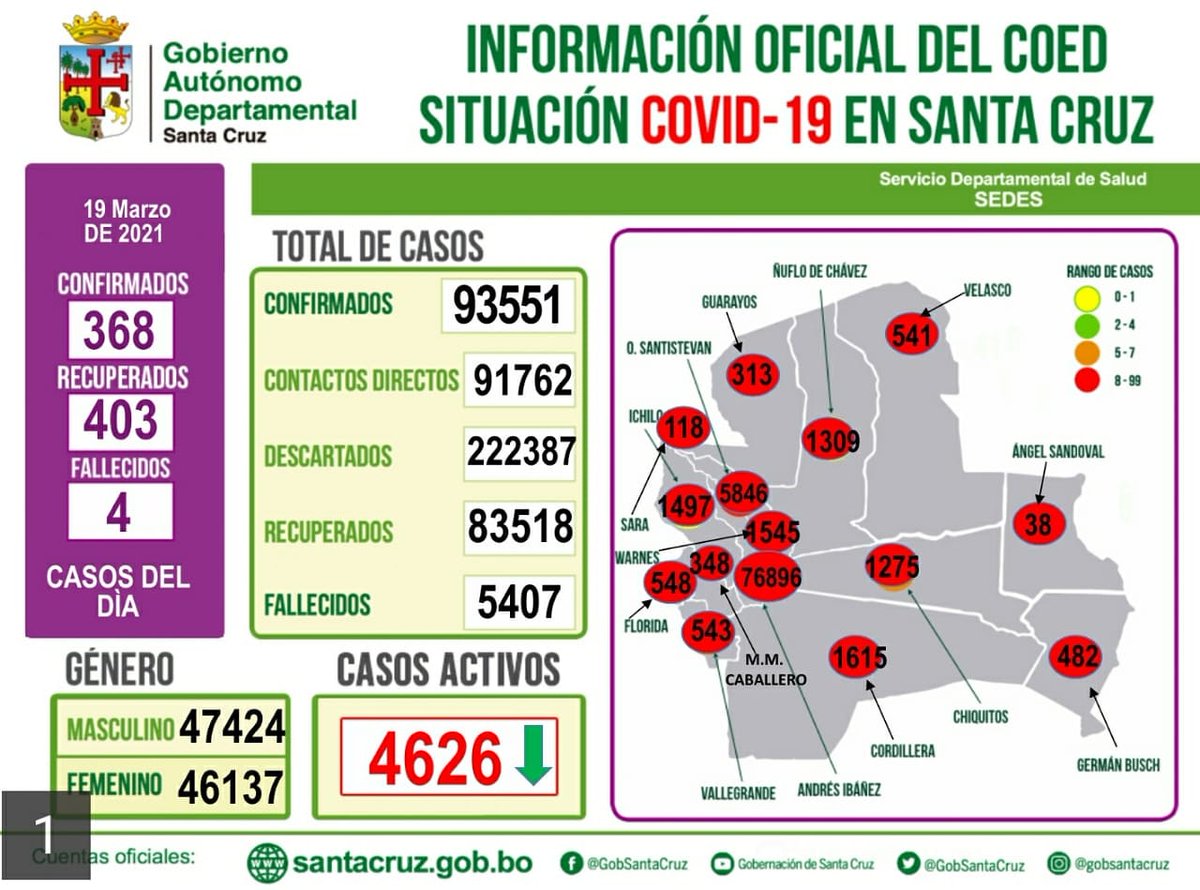 Gobierno
Autónomo
Departamental
Santa Cruz
INFORMACIÓN OFICIAL DEL COED
SITUACIÓN COVID-19 EN SANTA CRUZ
Servicio Departamental de Salud
SEDES
19 Marzo
DE 2021
CONFIRMADOS
368
RECUPERADOS
403
FALLECIDOS
4
CASOS DEL
DÌA
TOTAL DE CASOS
CONFIRMADOS 93551
CONTACTOS DIRECTOS 91762
DESCARTADOS 222387
RECUPERADOS 83518
FALLECIDOS 5407
GÉNERO
MASCULINO 47424
FEMENINO 46137
CASOS ACTIVOS
4626
RANGO DE CASOS
0 - 1
2 - 4
5 - 7
8 - 99
ÑUFLO DE CHÁVEZ
GUARAYOS
VELASCO
541
O. SANTISTEVAN
313
ICHILO
118
1309
ÁNGEL SANDOVAL
5846
1497
SARA
1545
38
WARNES
348
1275
548
76896
FLORIDA
543
M.M.
CABALLERO
1615
482
CHIQUITOS
CORDILLERA
GERMÁN BUSCH
VALLEGRANDE
ANDRÉS IBÁÑEZ
1
Cuentas oficiales:
santacruz.gob.bo
@GobSantaCruz
Gobernación de Santa Cruz
@GobSantaCruz
@gobsantacruz